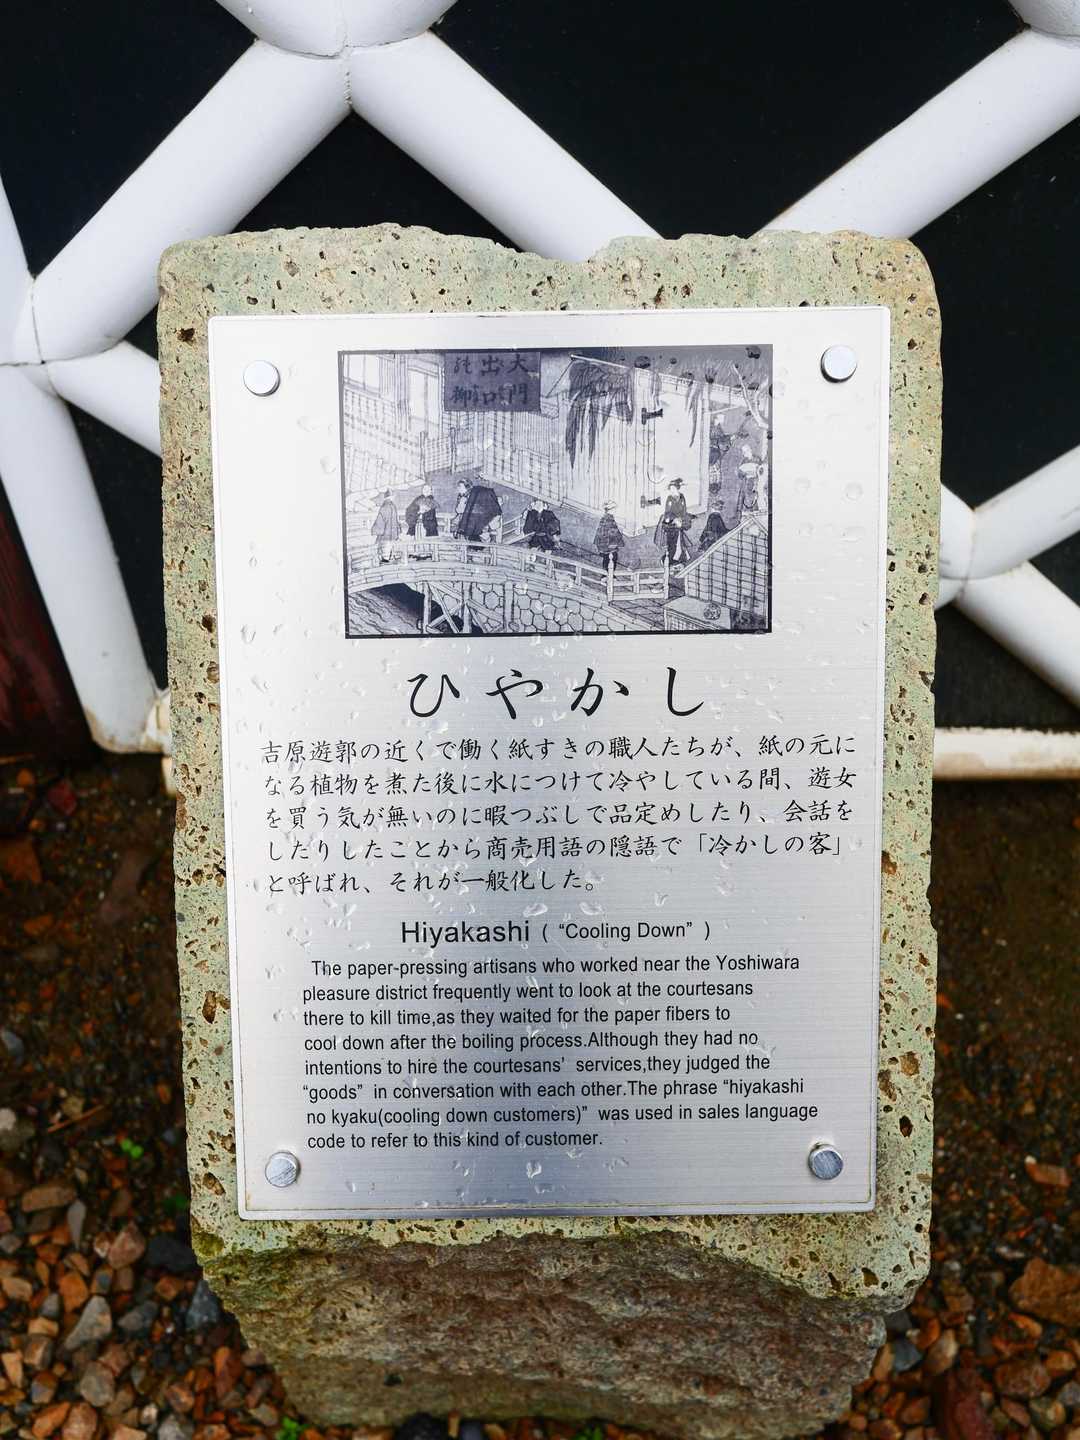 大門
出口
の柳
ひやかし
吉原遊郭の近くで働く紙すきの職人たちが、紙の元に
なる植物を煮た後に水につけて冷やしている間、遊女
を買う気が無いのに暇つぶしで品定めしたり、会話を
したりしたことから商売用語の隠語で「冷かしの客」
と呼ばれ、それが一般化した。
Hiyakashi ( “Cooling Down” )
The paper-pressing artisans who worked near the Yoshiwara
pleasure district frequently went to look at the courtesans
there to kill time,as they waited for the paper fibers to
cool down after the boiling process.Although they had no
intentions to hire the courtesans’ services,they judged the
“goods” in conversation with each other.The phrase “hiyakashi
no kyaku(cooling down customers)” was used in sales language
code to refer to this kind of customer.